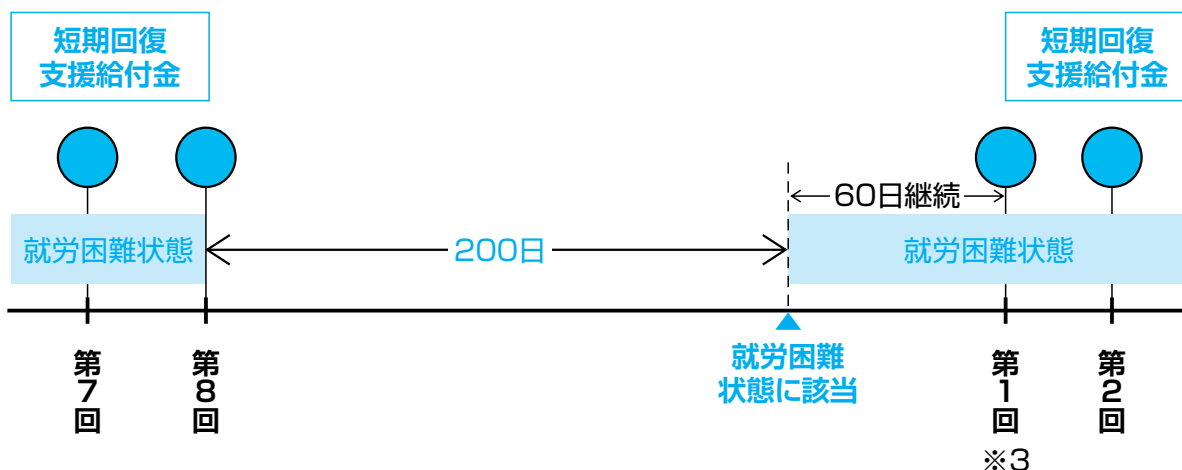 短期回復
支援給付金
短期回復
支援給付金
60日継続
就労困難状態
200日
就労困難状態
就労困難
状態に該当
第7回
第8回
第1回
※3
第2回